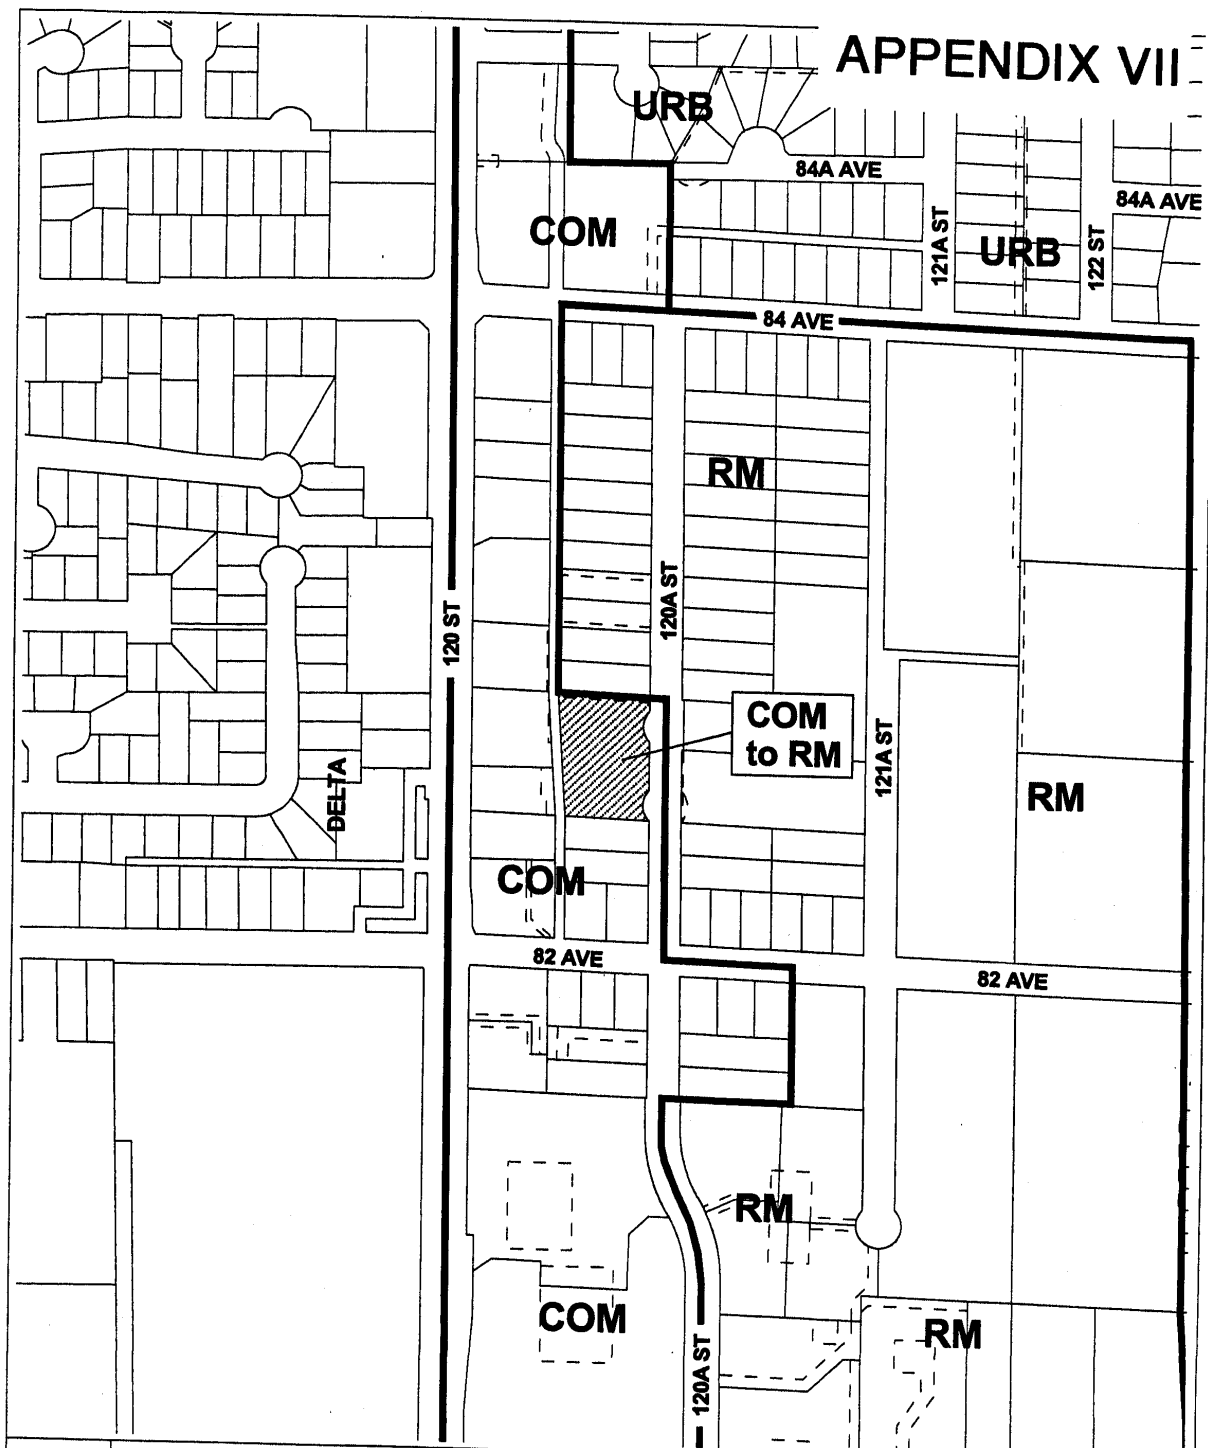 APPENDIX VII
URB
84A AVE
84A AVE
COM
121A ST
URB
122 ST
84 AVE
RM
120A ST
120 ST
COM
to RM
121A ST
DELTA
RM
COM
82 AVE
82 AVE
RM
COM
RM
120A ST